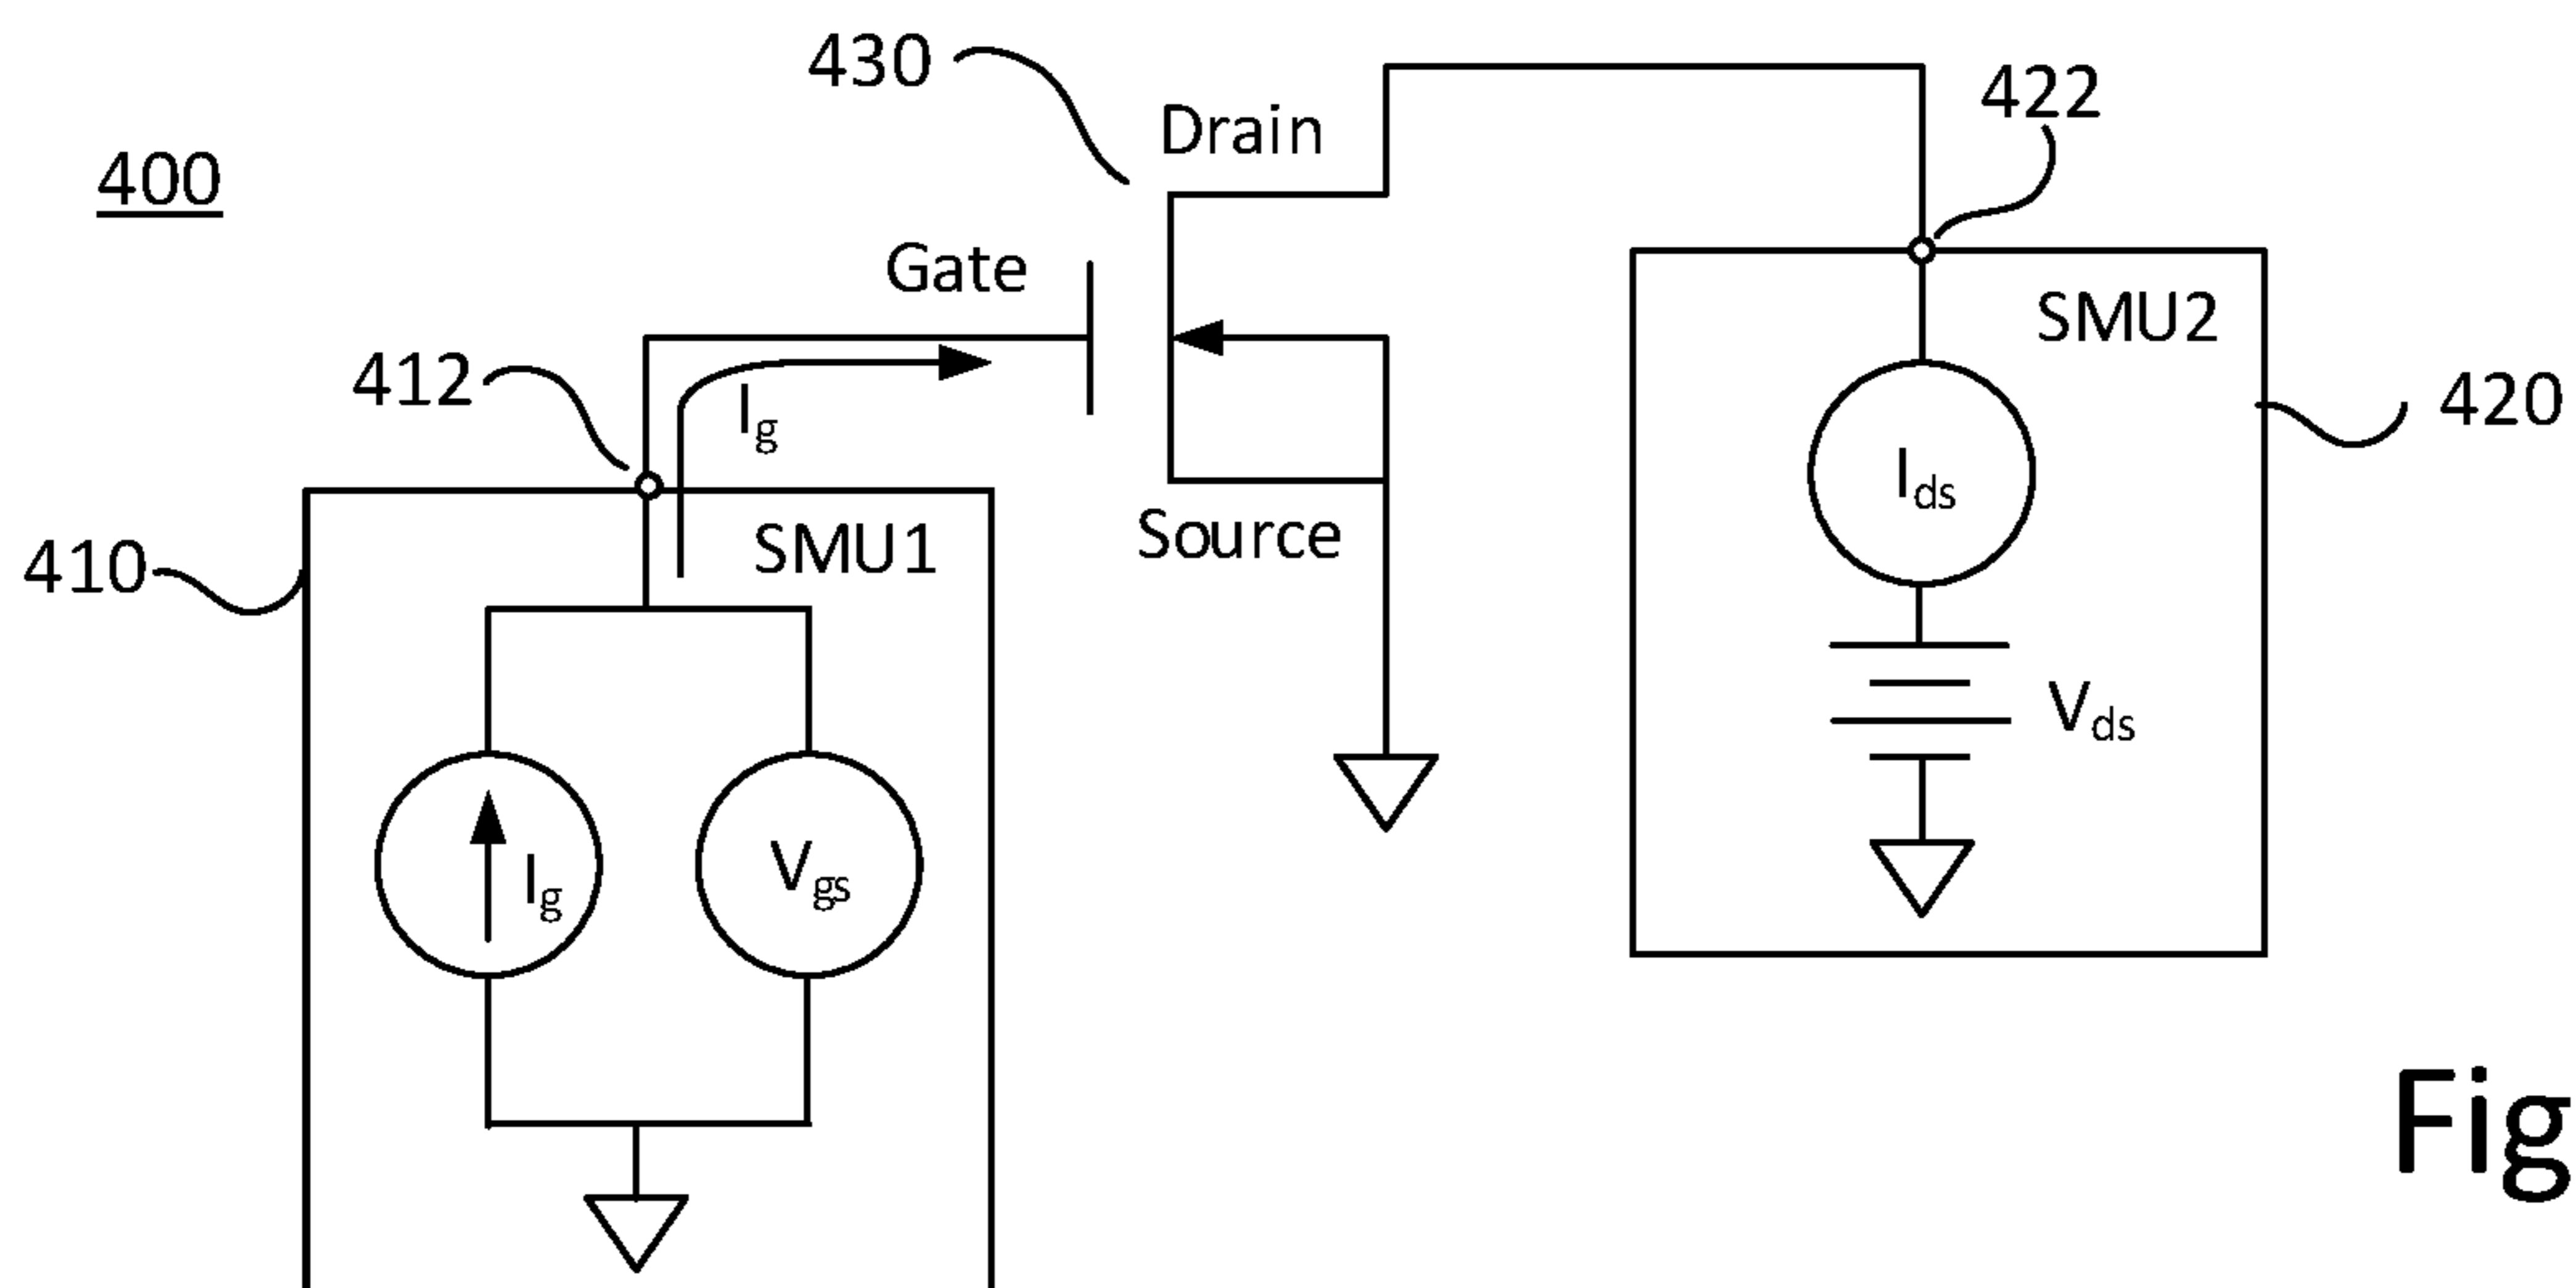 430
422
Drain
400
Gate
SMU2
412
Ig
420
Ids
Source
SMU1
410
Vds
Ig
Vgs
Fig